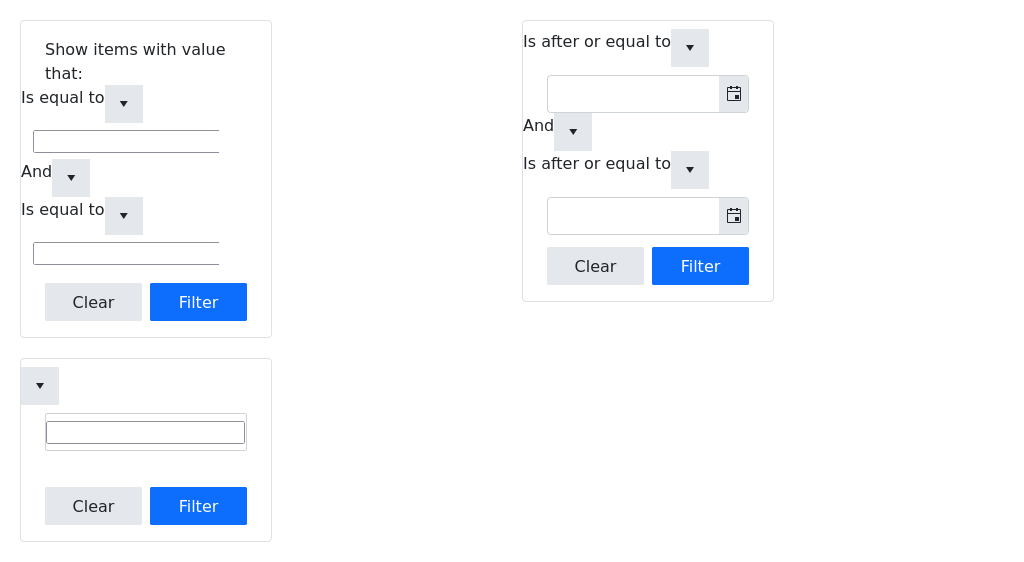 Show items with value
that:
Is equal to
And
Is equal to
Clear Filter
Clear Filter
Is after or equal to
And
Is after or equal to
Clear Filter